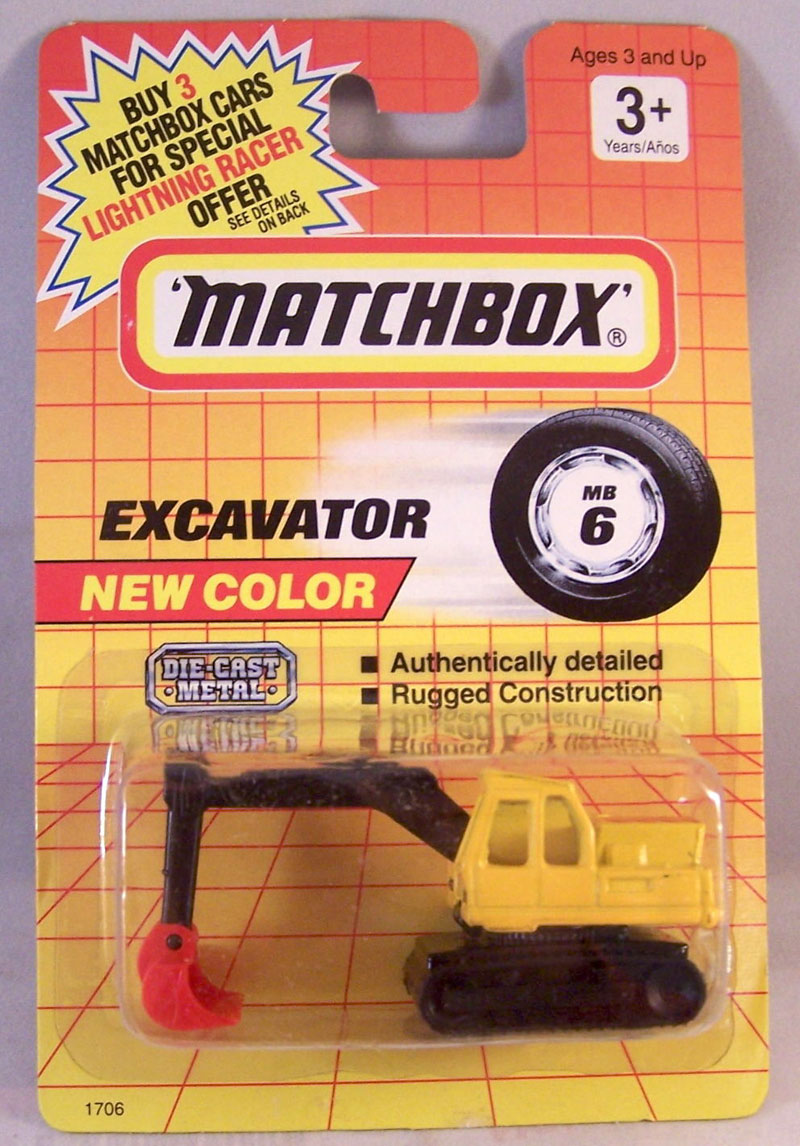 BUY 3
MATCHBOX CARS
FOR SPECIAL
LIGHTNING RACER
OFFER
SEE DETAILS
ON BACK
Ages 3 and Up
3+
Years/Años
'MATCHBOX'®
MB
6
EXCAVATOR
NEW COLOR
DIE-CAST
•METAL•
■ Authentically detailed
■ Rugged Construction
1706